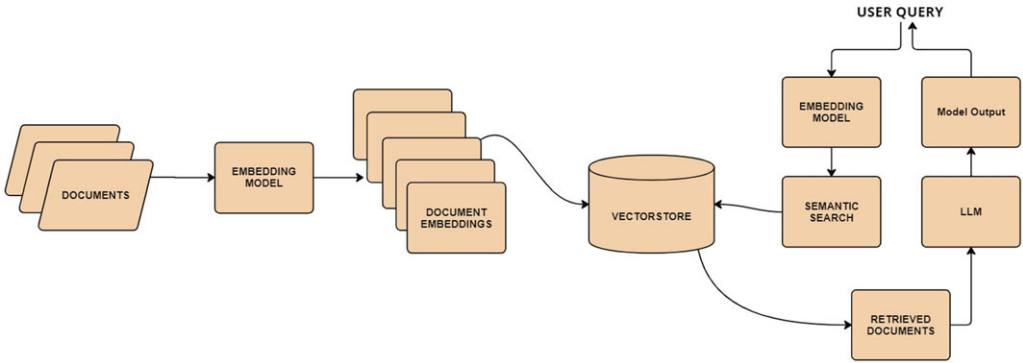 USER QUERY
EMBEDDING
MODEL
Model Output
DOCUMENTS
EMBEDDING
MODEL
DOCUMENT
EMBEDDINGS
VECTORSTORE
SEMANTIC
SEARCH
LLM
RETRIEVED
DOCUMENTS